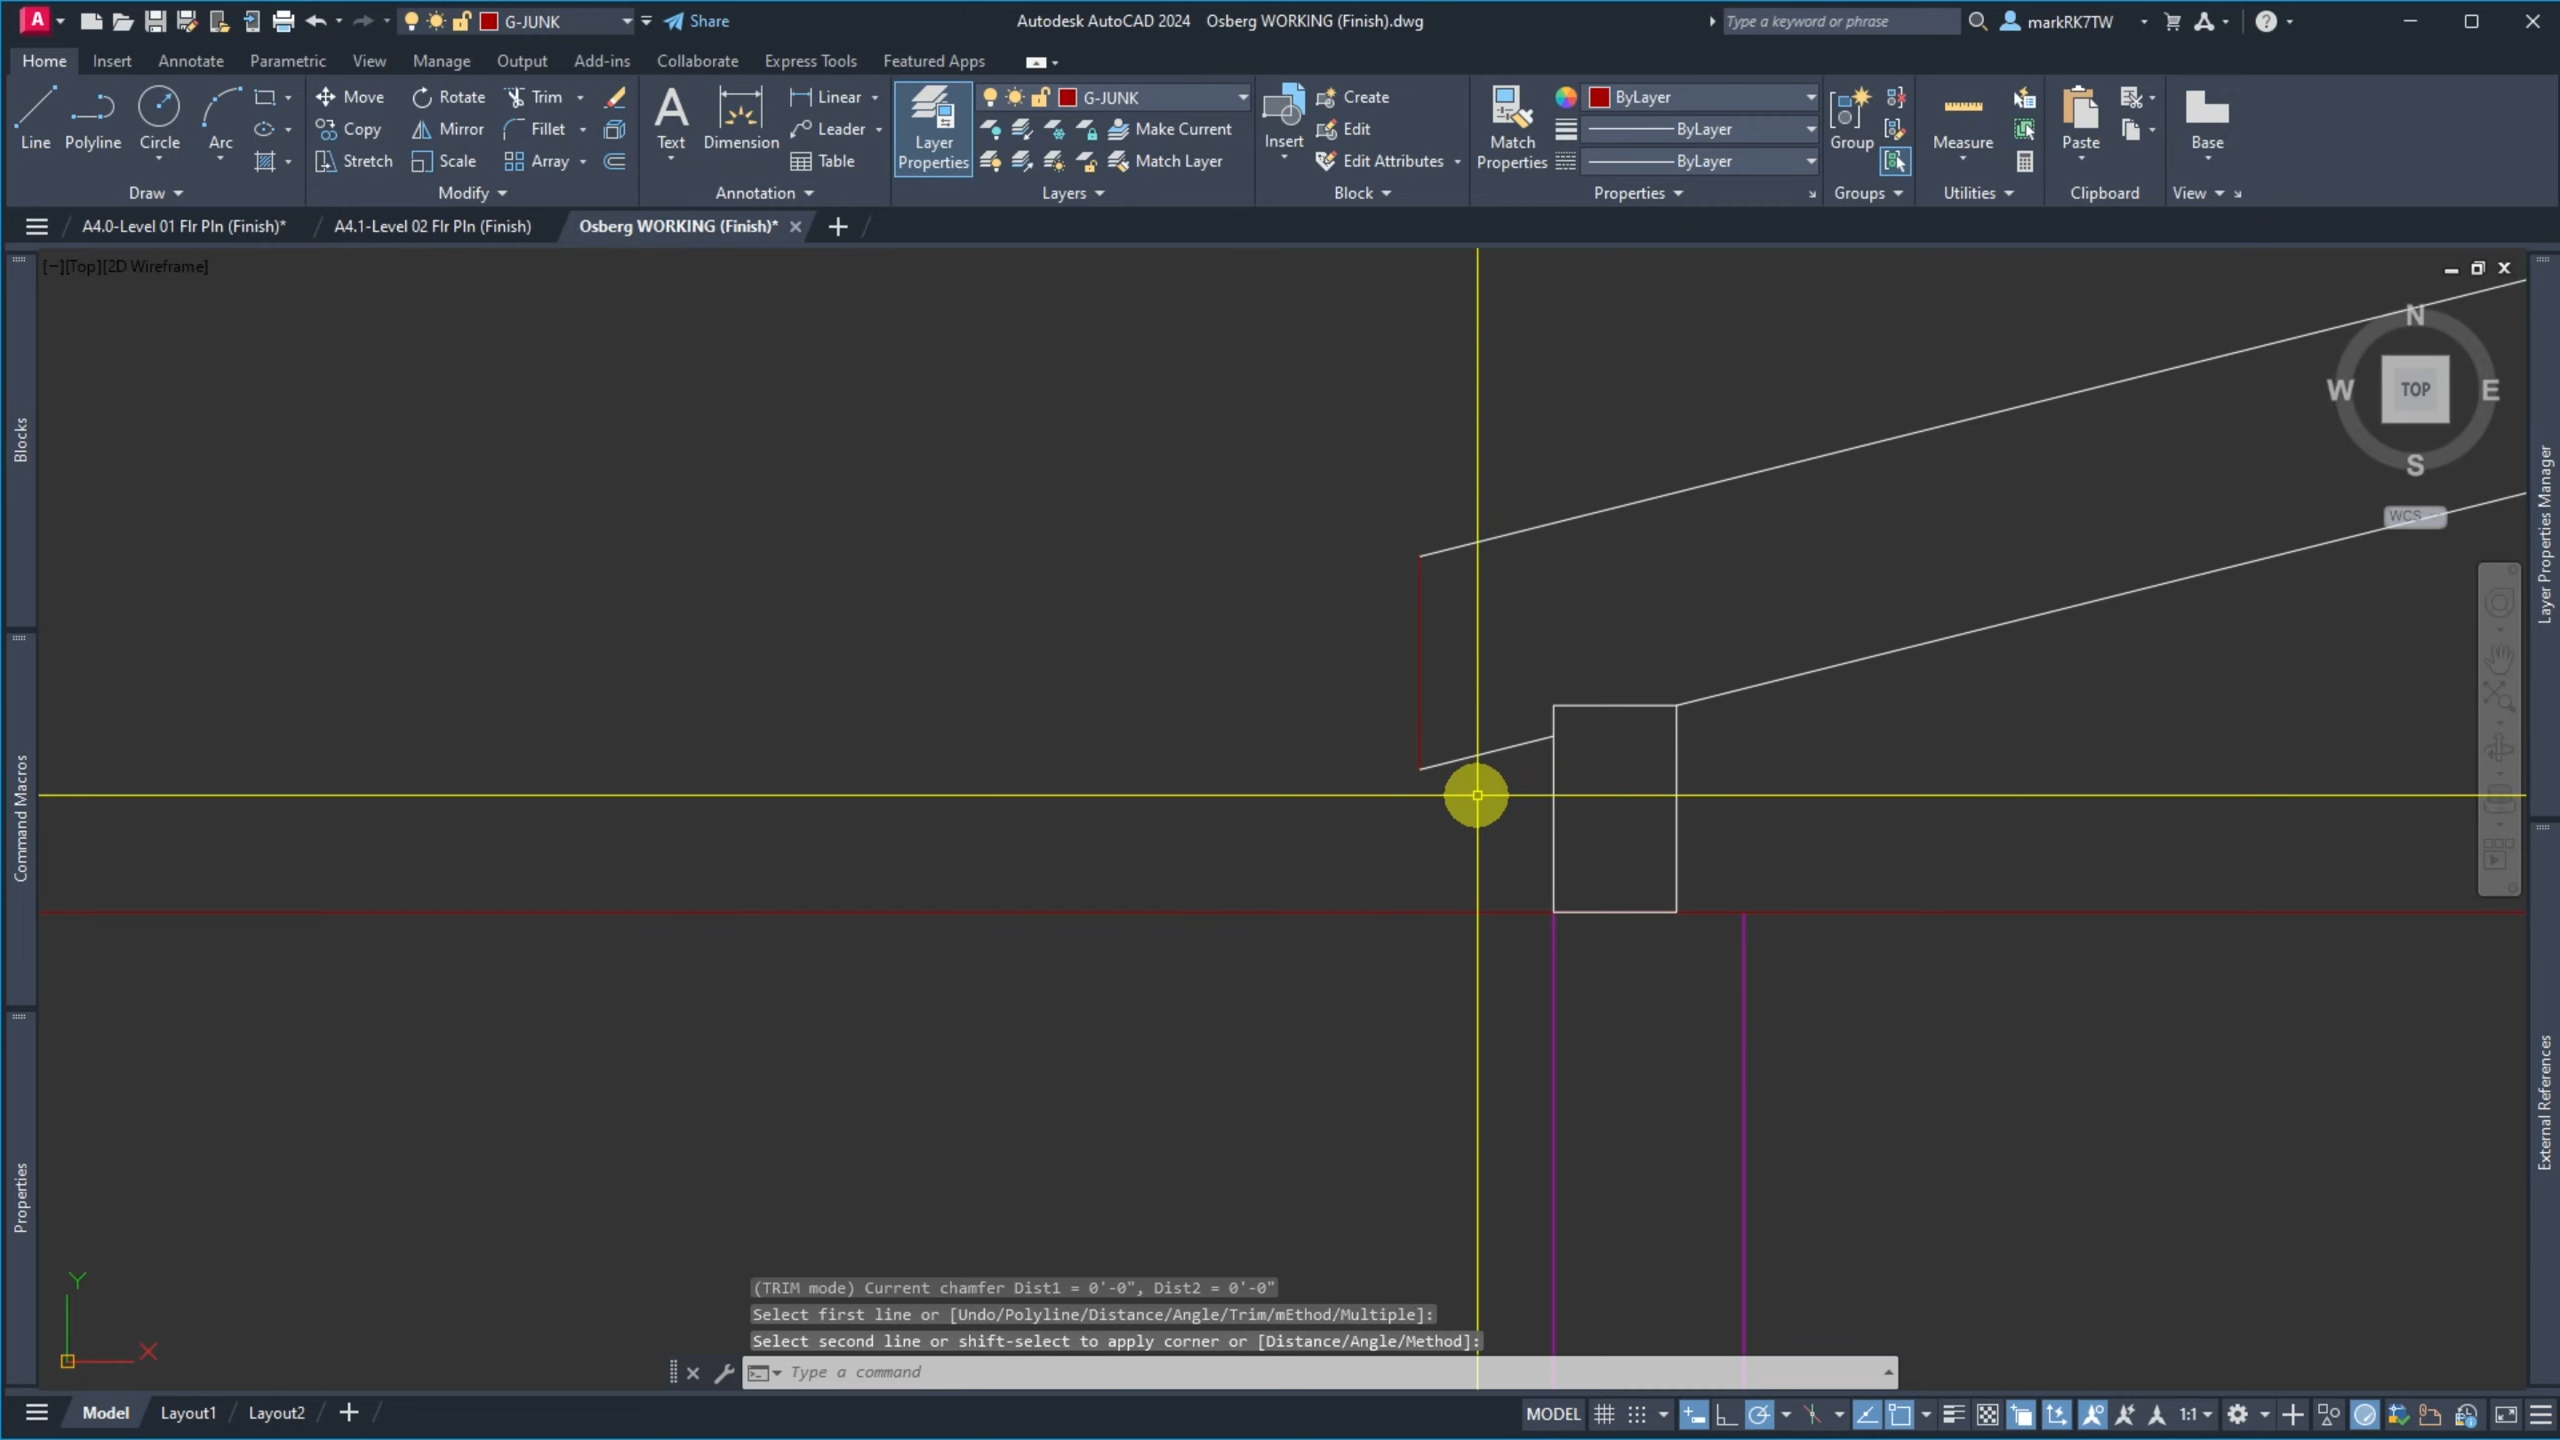 A G-JUNK Share Autodesk AutoCAD 2024 Osberg WORKING (Finish).dwg Type a keyword or phrase markRK7TW
Home Insert Annotate Parametric View Manage Output Add-ins Collaborate Express Tools Featured Apps
Line Polyline Circle Arc
Draw
Move Rotate Trim
Copy Mirror Fillet
Stretch Scale Array
Modify
Text Dimension
Linear
Leader
Table
Annotation
Layer Properties
G-JUNK
Make Current
Match Layer
Layers
Insert
Create
Edit
Edit Attributes
Block
Match Properties
ByLayer
ByLayer
ByLayer
Properties
Group
Groups
Measure
Utilities
Paste
Clipboard
Base
View
A4.0-Level 01 Flr Pln (Finish)* A4.1-Level 02 Flr Pln (Finish) Osberg WORKING (Finish)*
[−][Top][2D Wireframe]
N
W TOP E
S
WCS
Blocks
Command Macros
Properties
Layer Properties Manager
External References
Y
X
(TRIM mode) Current chamfer Dist1 = 0'-0", Dist2 = 0'-0"
Select first line or [Undo/Polyline/Distance/Angle/Trim/mEthod/Multiple]:
Select second line or shift-select to apply corner or [Distance/Angle/Method]:
Type a command
Model Layout1 Layout2 MODEL 1:1